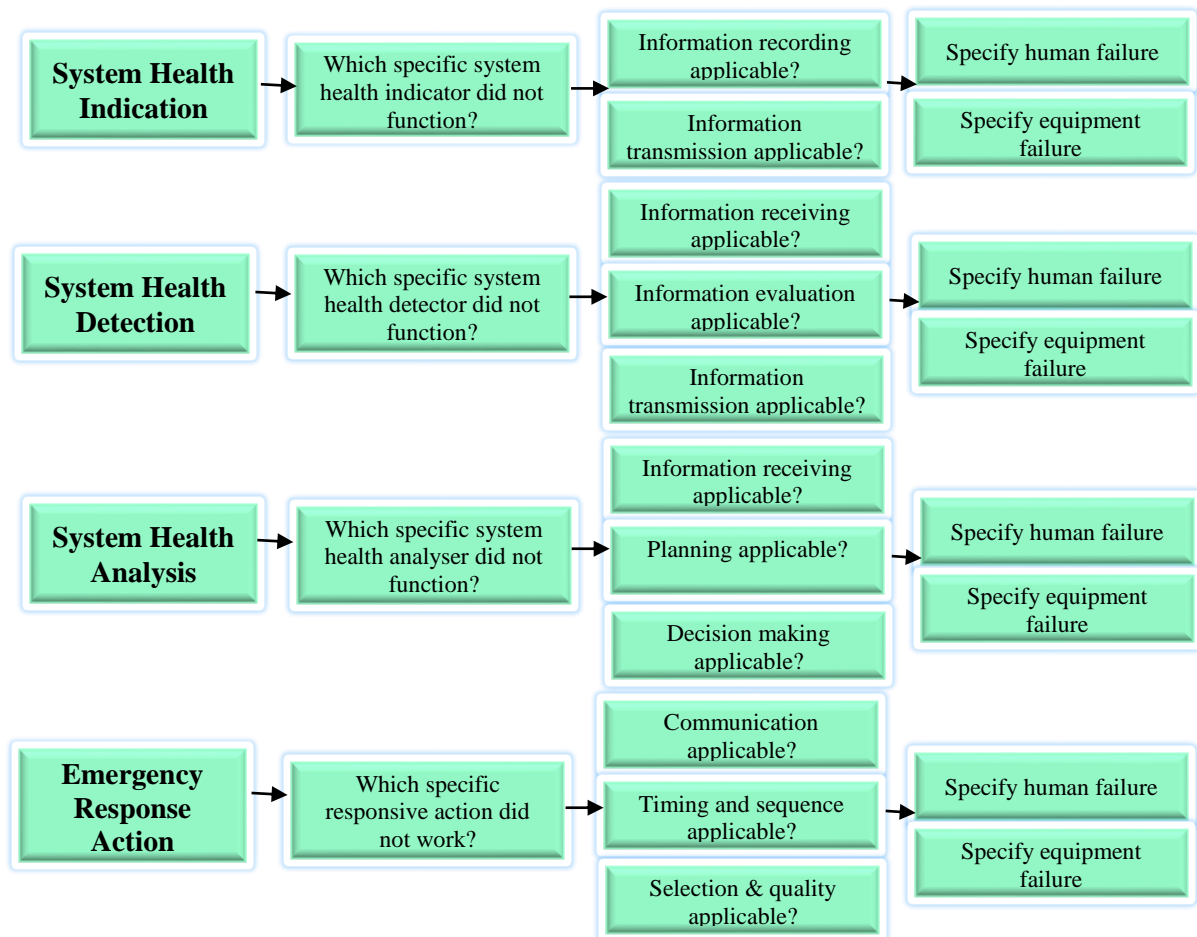 System Health
Indication
Which specific system
health indicator did not
function?
Information recording
applicable?
Information
transmission applicable?
Specify human failure
Specify equipment
failure
System Health
Detection
Which specific system
health detector did not
function?
Information receiving
applicable?
Information evaluation
applicable?
Information
transmission applicable?
Specify human failure
Specify equipment
failure
System Health
Analysis
Which specific system
health analyser did not
function?
Information receiving
applicable?
Planning applicable?
Decision making
applicable?
Specify human failure
Specify equipment
failure
Emergency
Response
Action
Which specific
responsive action did
not work?
Communication
applicable?
Timing and sequence
applicable?
Selection & quality
applicable?
Specify human failure
Specify equipment
failure